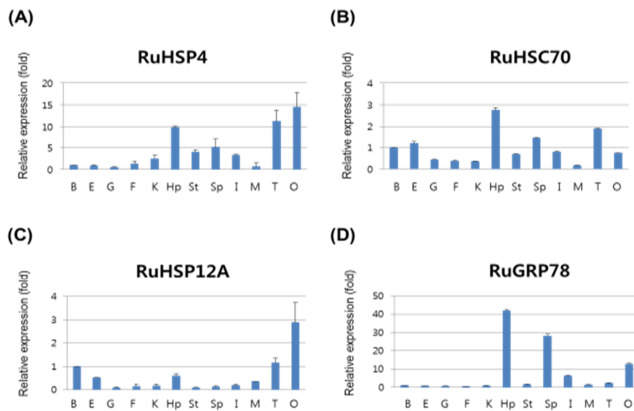 (A)
RuHSP4
Relative expression (fold)
20
15
10
5
0
B E G F K Hp St Sp I M T O
(B)
RuHSC70
Relative expression (fold)
4
3
2
1
0
B E G F K Hp St Sp I M T O
(C)
RuHSP12A
Relative expression (fold)
4
3
2
1
0
B E G F K Hp St Sp I M T O
(D)
RuGRP78
Relative expression (fold)
50
40
30
20
10
0
B E G F K Hp St Sp I M T O